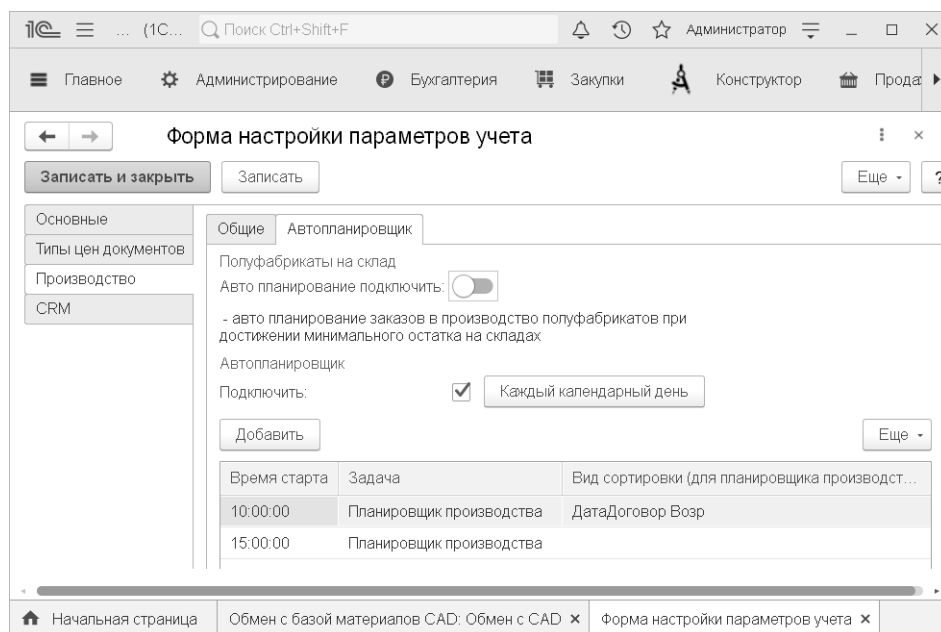 1С ... (1С... Поиск Ctrl+Shift+F Администратор
Главное Администрирование Бухгалтерия Закупки Конструктор Прода
Форма настройки параметров учета
Записать и закрыть Записать Еще ?
Основные
Типы цен документов
Производство
CRM
Общие Автопланировщик
Полуфабрикаты на склад
Авто планирование подключить:
- авто планирование заказов в производство полуфабрикатов при
достижении минимального остатка на складах
Автопланировщик
Подключить: Каждый календарный день
Добавить Еще
Время старта Задача Вид сортировки (для планировщика производст...
10:00:00 Планировщик производства ДатаДоговор Возр
15:00:00 Планировщик производства
Начальная страница Обмен с базой материалов CAD: Обмен с CAD Форма настройки параметров учета